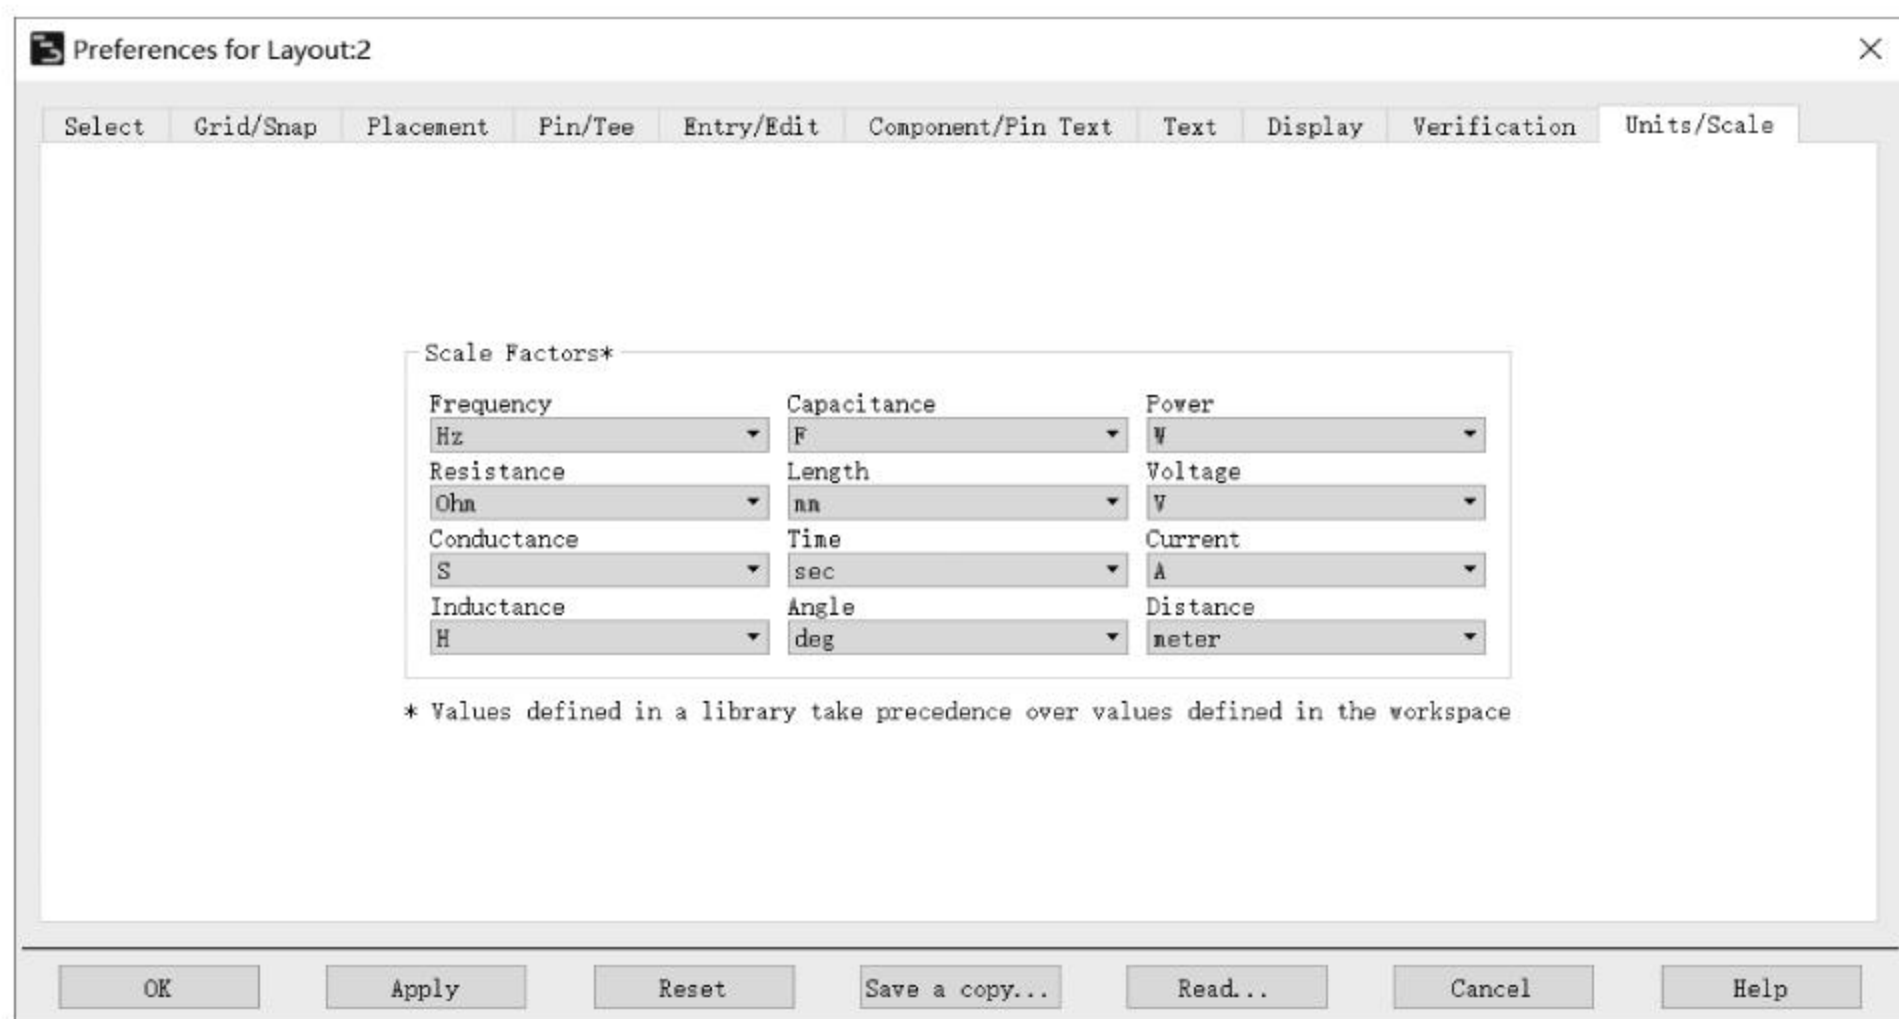 Preferences for Layout:2
Select Grid/Snap Placement Pin/Tee Entry/Edit Component/Pin Text Text Display Verification Units/Scale
Scale Factors*
Frequency Capacitance Power
Hz F W
Resistance Length Voltage
Ohm mm V
Conductance Time Current
S sec A
Inductance Angle Distance
H deg meter
* Values defined in a library take precedence over values defined in the workspace
OK Apply Reset Save a copy... Read... Cancel Help